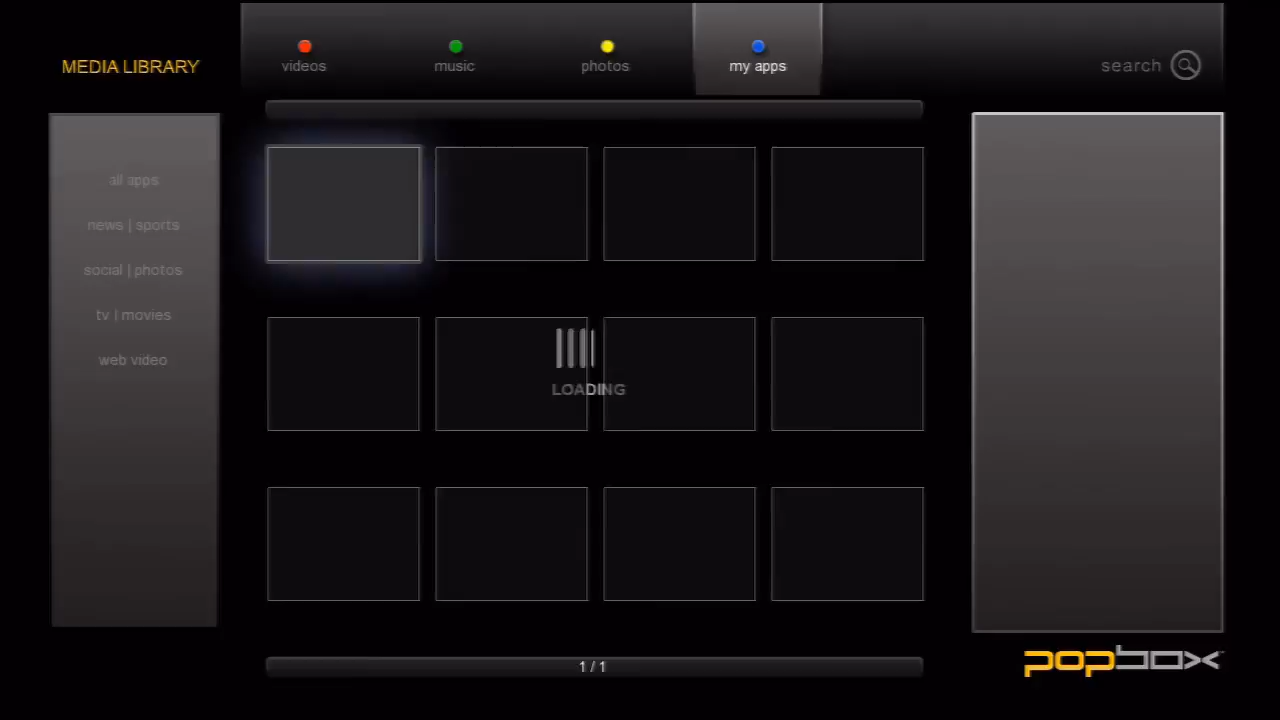 MEDIA LIBRARY
videos
music
photos
my apps
search
all apps
news | sports
social | photos
tv | movies
web video
LOADING
1 / 1
popbox